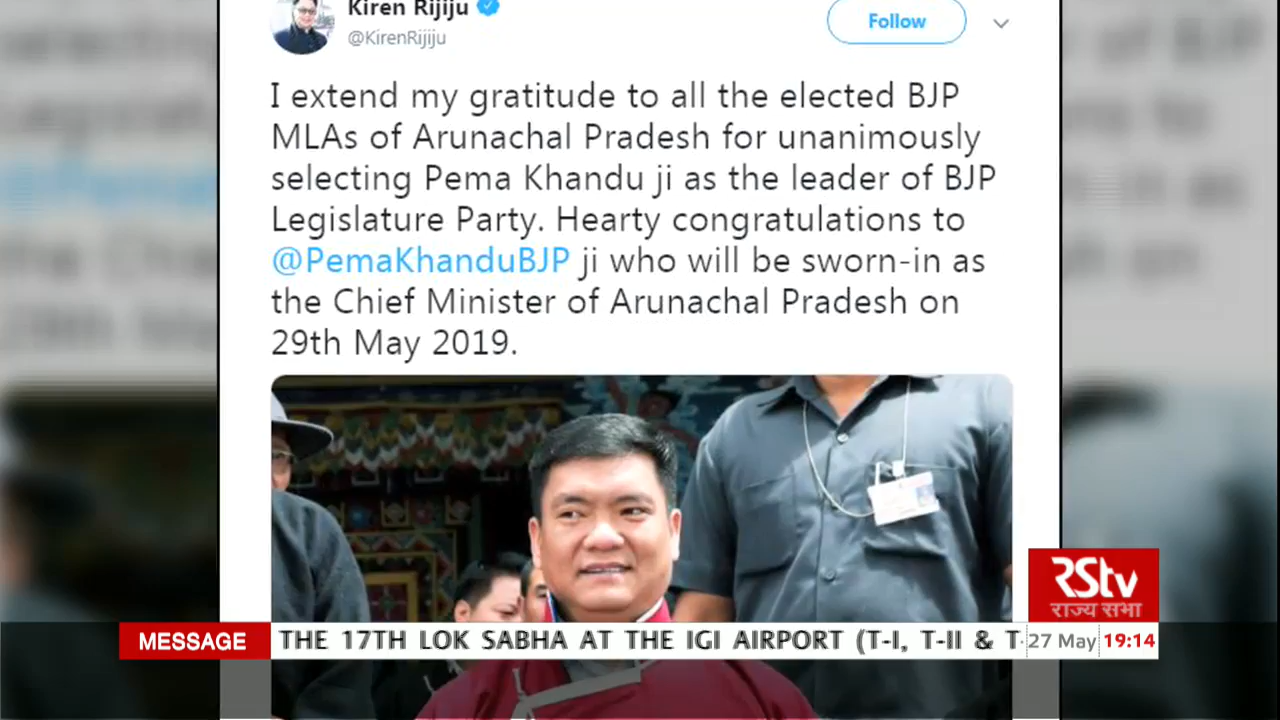 Kiren Rijiju
@KirenRijiju
Follow
I extend my gratitude to all the elected BJP
MLAs of Arunachal Pradesh for unanimously
selecting Pema Khandu ji as the leader of BJP
Legislature Party. Hearty congratulations to
@PemaKhanduBJP ji who will be sworn-in as
the Chief Minister of Arunachal Pradesh on
29th May 2019.
RStv
राज्य सभा
MESSAGE THE 17TH LOK SABHA AT THE IGI AIRPORT (T-I, T-II & T- 27 May 19:14